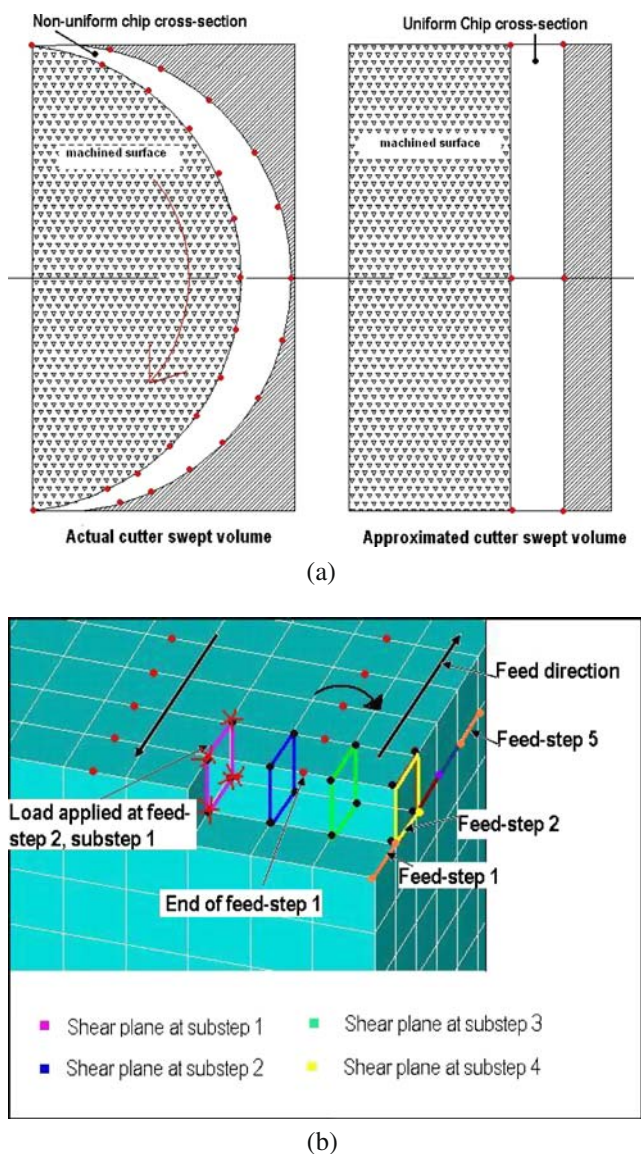 Non-uniform chip cross-section
Uniform Chip cross-section
machined surface
machined surface
Actual cutter swept volume
Approximated cutter swept volume
(a)
Feed direction
Feed-step 5
Load applied at feed-
step 2, substep 1
Feed-step 2
Feed-step 1
End of feed-step 1
Shear plane at substep 1
Shear plane at substep 3
Shear plane at substep 2
Shear plane at substep 4
(b)